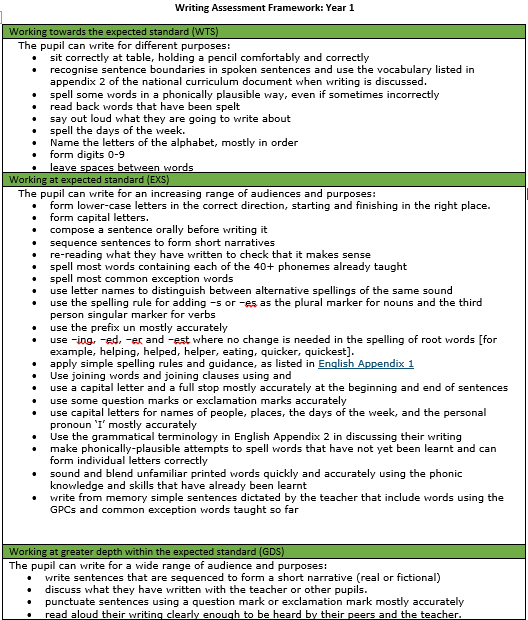 Writing Assessment Framework: Year 1
Working towards the expected standard (WTS)
The pupil can write for different purposes:
• sit correctly at table, holding a pencil comfortably and correctly
• recognise sentence boundaries in spoken sentences and use the vocabulary listed in
appendix 2 of the national curriculum document when writing is discussed.
• spell some words in a phonically plausible way, even if sometimes incorrectly
• read back words that have been spelt
• say out loud what they are going to write about
• spell the days of the week.
• Name the letters of the alphabet, mostly in order
• form digits 0-9
• leave spaces between words
Working at expected standard (EXS)
The pupil can write for an increasing range of audiences and purposes:
• form lower-case letters in the correct direction, starting and finishing in the right place.
• form capital letters.
• compose a sentence orally before writing it
• sequence sentences to form short narratives
• re-reading what they have written to check that it makes sense
• spell most words containing each of the 40+ phonemes already taught
• spell most common exception words
• use letter names to distinguish between alternative spellings of the same sound
• use the spelling rule for adding –s or –es as the plural marker for nouns and the third
person singular marker for verbs
• use the prefix un mostly accurately
• use –ing, –ed, –er and –est where no change is needed in the spelling of root words [for
example, helping, helped, helper, eating, quicker, quickest].
• apply simple spelling rules and guidance, as listed in English Appendix 1
• Use joining words and joining clauses using and
• use a capital letter and a full stop mostly accurately at the beginning and end of sentences
• use some question marks or exclamation marks accurately
• use capital letters for names of people, places, the days of the week, and the personal
pronoun ‘I’ mostly accurately
• Use the grammatical terminology in English Appendix 2 in discussing their writing
• make phonically-plausible attempts to spell words that have not yet been learnt and can
form individual letters correctly
• sound and blend unfamiliar printed words quickly and accurately using the phonic
knowledge and skills that have already been learnt
• write from memory simple sentences dictated by the teacher that include words using the
GPCs and common exception words taught so far
Working at greater depth within the expected standard (GDS)
The pupil can write for a wide range of audience and purposes:
• write sentences that are sequenced to form a short narrative (real or fictional)
• discuss what they have written with the teacher or other pupils.
• punctuate sentences using a question mark or exclamation mark mostly accurately
• read aloud their writing clearly enough to be heard by their peers and the teacher.